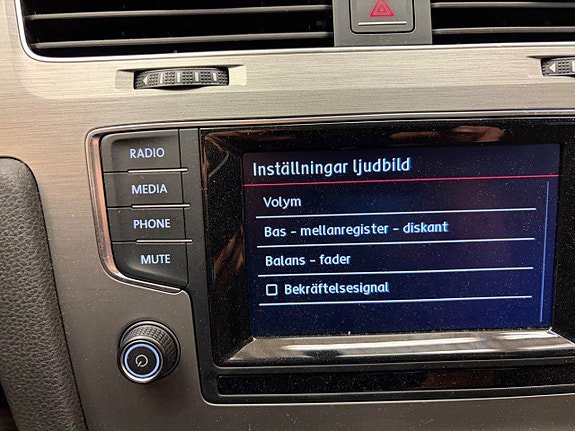 RADIO
MEDIA
PHONE
MUTE
Inställningar ljudbild
Volym
Bas - mellanregister - diskant
Balans - fader
Bekräftelsesignal